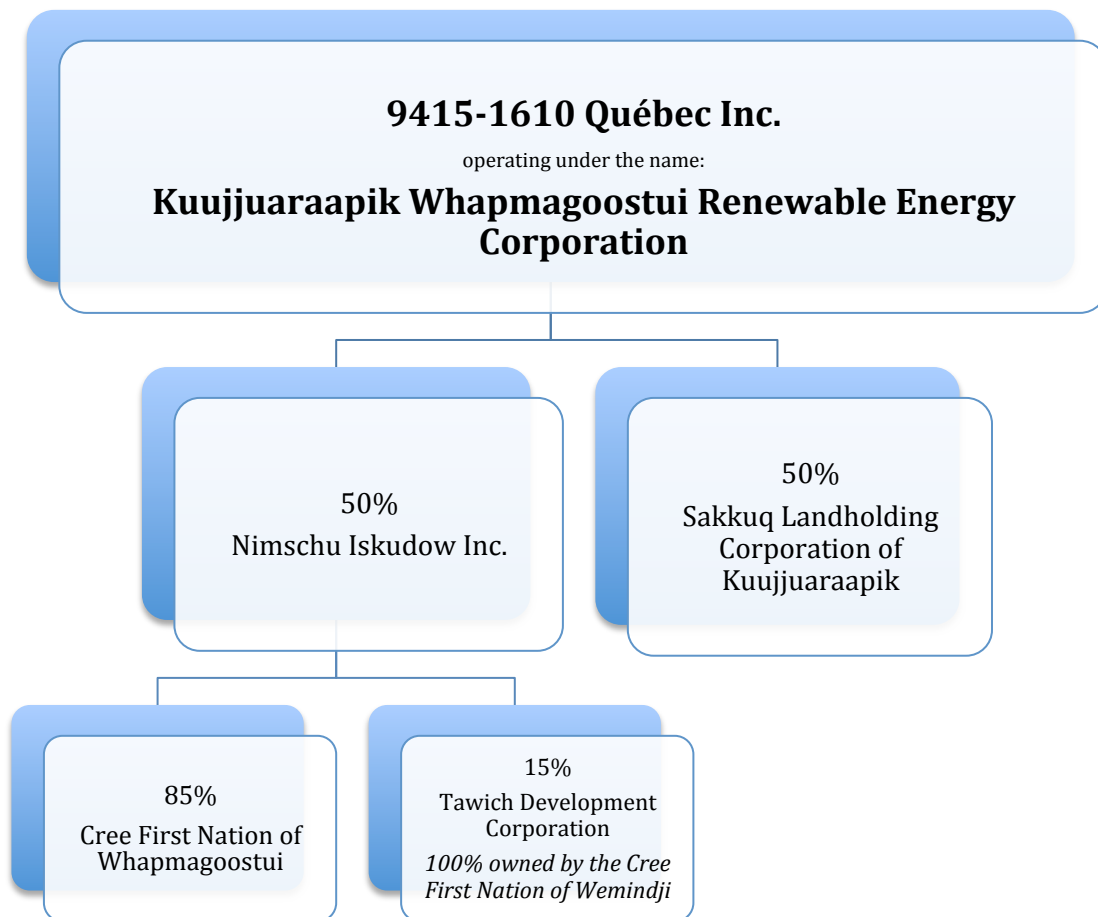 9415-1610 Québec Inc.
operating under the name:
Kuujjuaraapik Whapmagoostui Renewable Energy
Corporation
50%
Nimschu Iskudow Inc.
50%
Sakkuq Landholding
Corporation of
Kuujjuaraapik
85%
Cree First Nation of
Whapmagoostui
15%
Tawich Development
Corporation
100% owned by the Cree
First Nation of Wemindji